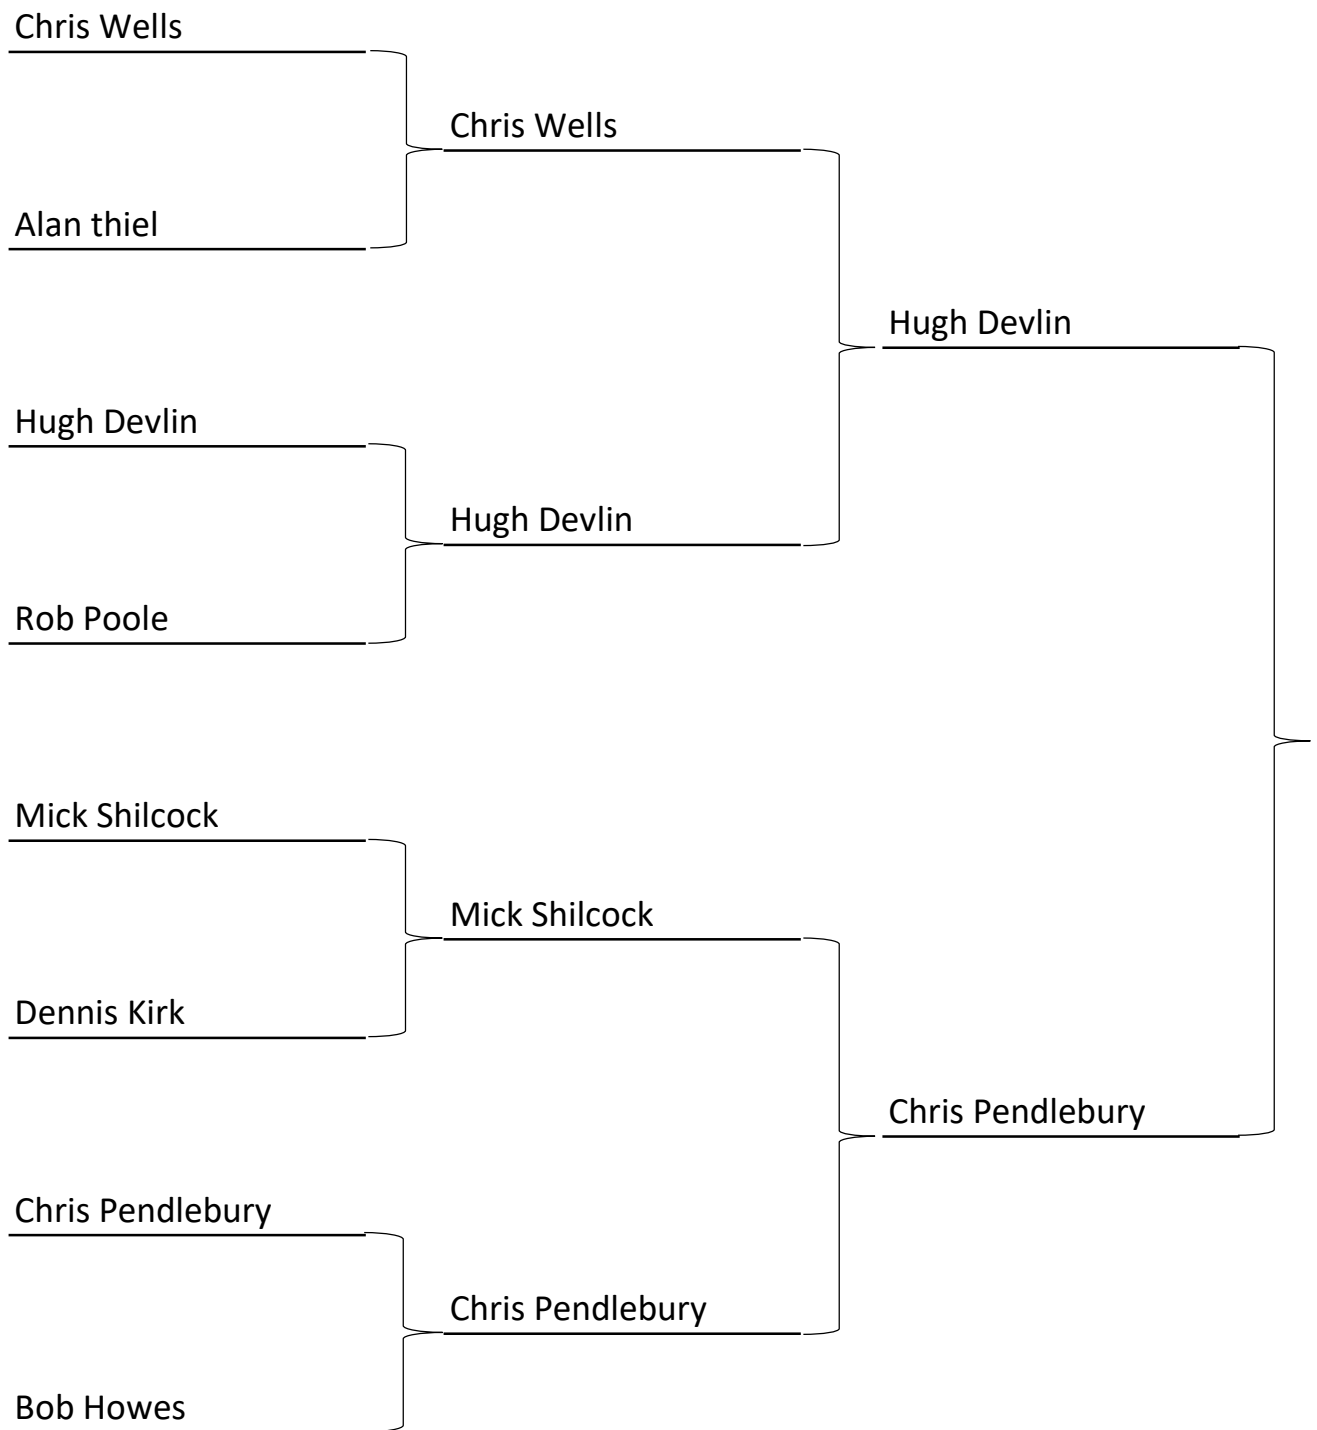 Chris Wells
Chris Wells
Alan thiel
Hugh Devlin
Hugh Devlin
Hugh Devlin
Rob Poole
Mick Shilcock
Mick Shilcock
Dennis Kirk
Chris Pendlebury
Chris Pendlebury
Chris Pendlebury
Bob Howes